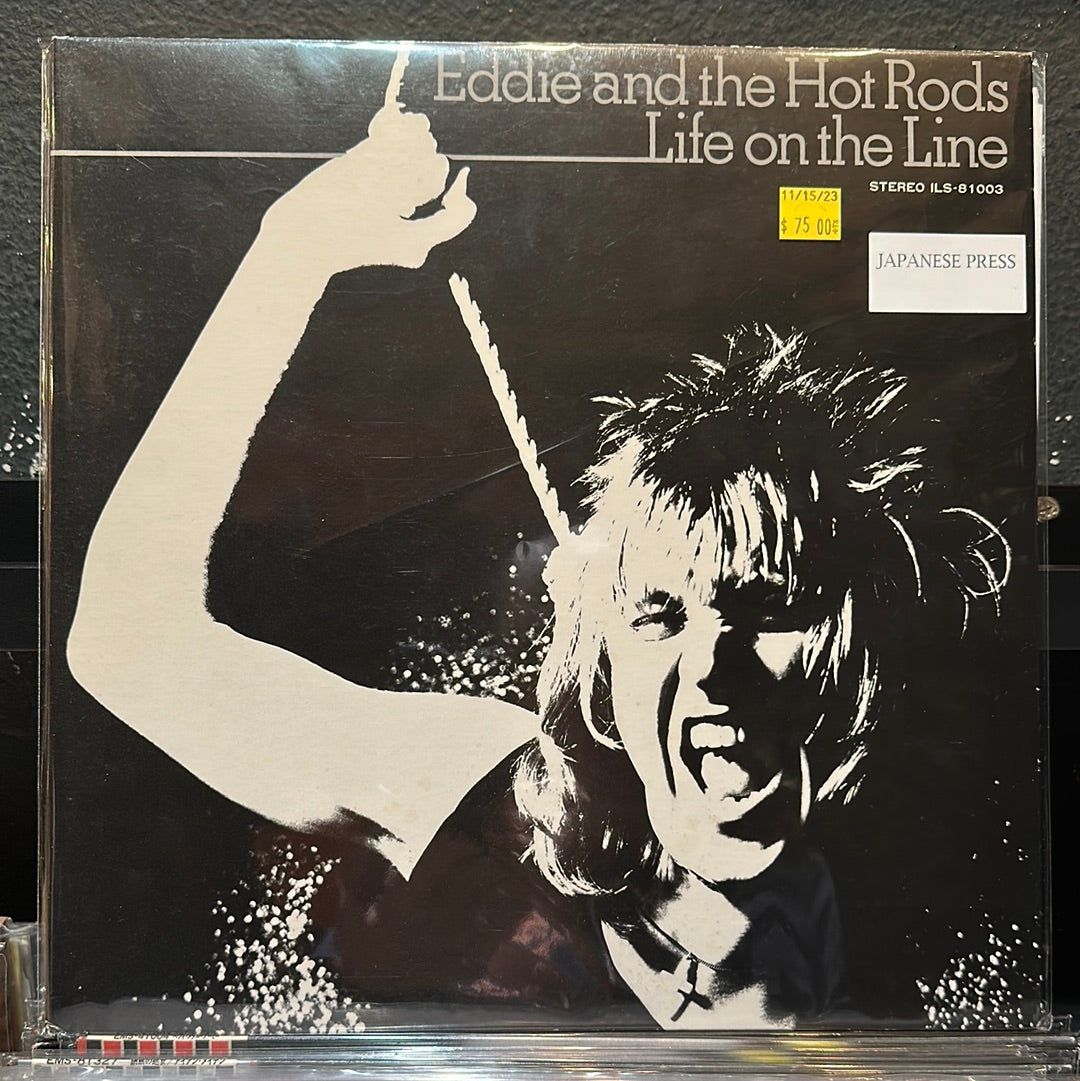 Eddie and the Hot Rods
Life on the Line
STEREO ILS-81003
11/15/23
$ 75 00
JAPANESE PRESS